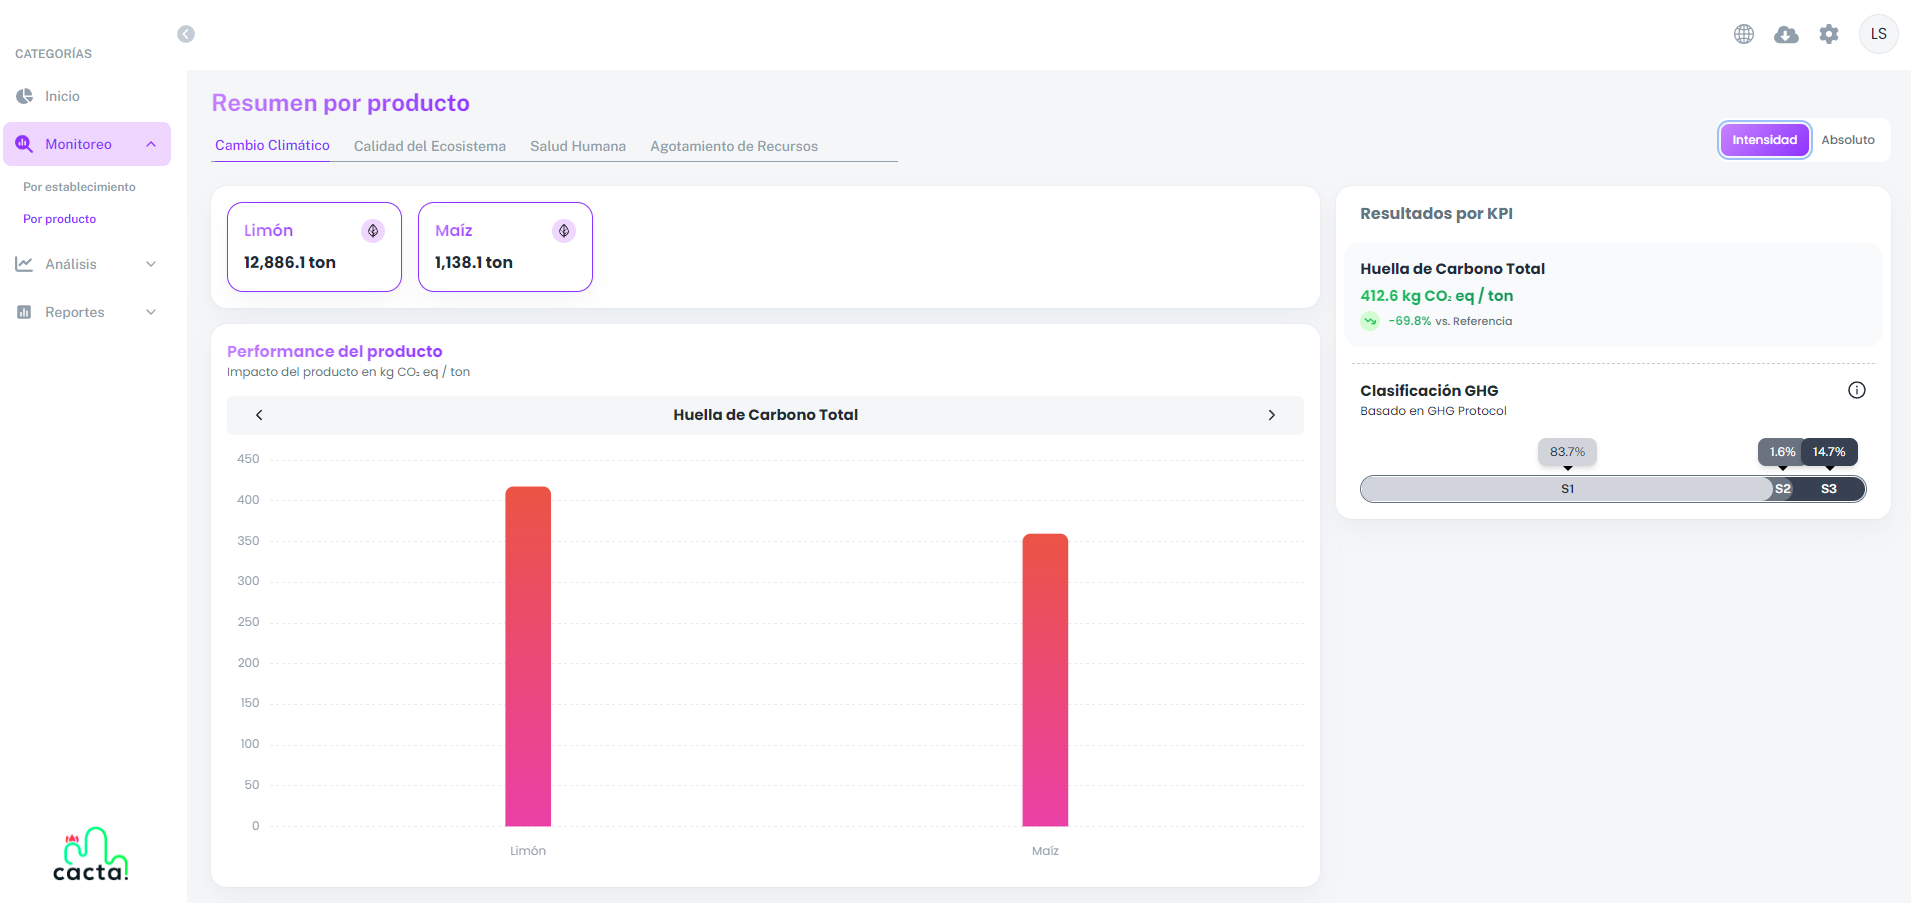 CATEGORÍAS
Inicio
Monitoreo
Por establecimiento
Por producto
Análisis
Reportes
cacta!
LS
Resumen por producto
Cambio Climático
Calidad del Ecosistema
Salud Humana
Agotamiento de Recursos
Intensidad
Absoluto
Limón
12,886.1 ton
Maíz
1,138.1 ton
Performance del producto
Impacto del producto en kg CO₂ eq / ton
Huella de Carbono Total
450
400
350
300
250
200
150
100
50
0
Limón
Maíz
Resultados por KPI
Huella de Carbono Total
412.6 kg CO₂ eq / ton
-69.8% vs. Referencia
Clasificación GHG
Basado en GHG Protocol
83.7%
1.6%
14.7%
S1
S2
S3